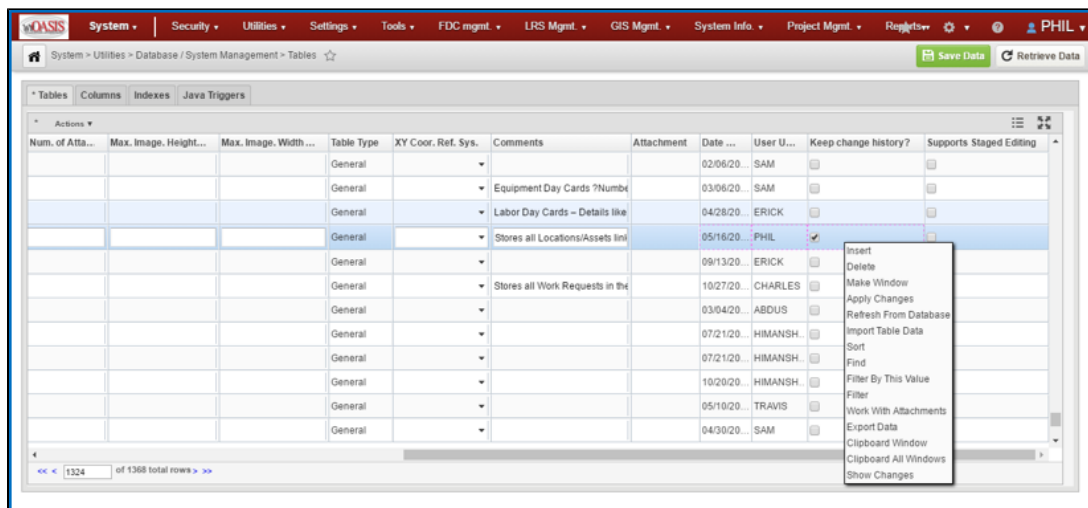 vuOASIS System Security Utilities Settings Tools FDC mgmt. LRS Mgmt. GIS Mgmt. System Info. Project Mgmt. PHIL
System > Utilities > Database / System Management > Tables Save Data Retrieve Data
* Tables Columns Indexes Java Triggers
* Actions
Num. of Atta... Max. Image. Height... Max. Image. Width ... Table Type XY Coor. Ref. Sys. Comments Attachment Date ... User U... Keep change history? Supports Staged Editing
General 02/06/20... SAM
General Equipment Day Cards ?Numbe 03/06/20... SAM
General Labor Day Cards – Details like 04/28/20... ERICK
General Stores all Locations/Assets link 05/16/20... PHIL
General 09/13/20... ERICK
General Stores all Work Requests in the 10/27/20... CHARLES
General 03/04/20... ABDUS
General 07/21/20... HIMANSH...
General 07/21/20... HIMANSH...
General 10/20/20... HIMANSH...
General 05/10/20... TRAVIS
General 04/30/20... SAM
Insert
Delete
Make Window
Apply Changes
Refresh From Database
Import Table Data
Sort
Find
Filter By This Value
Filter
Work With Attachments
Export Data
Clipboard Window
Clipboard All Windows
Show Changes
<< < 1324 of 1368 total rows > >>